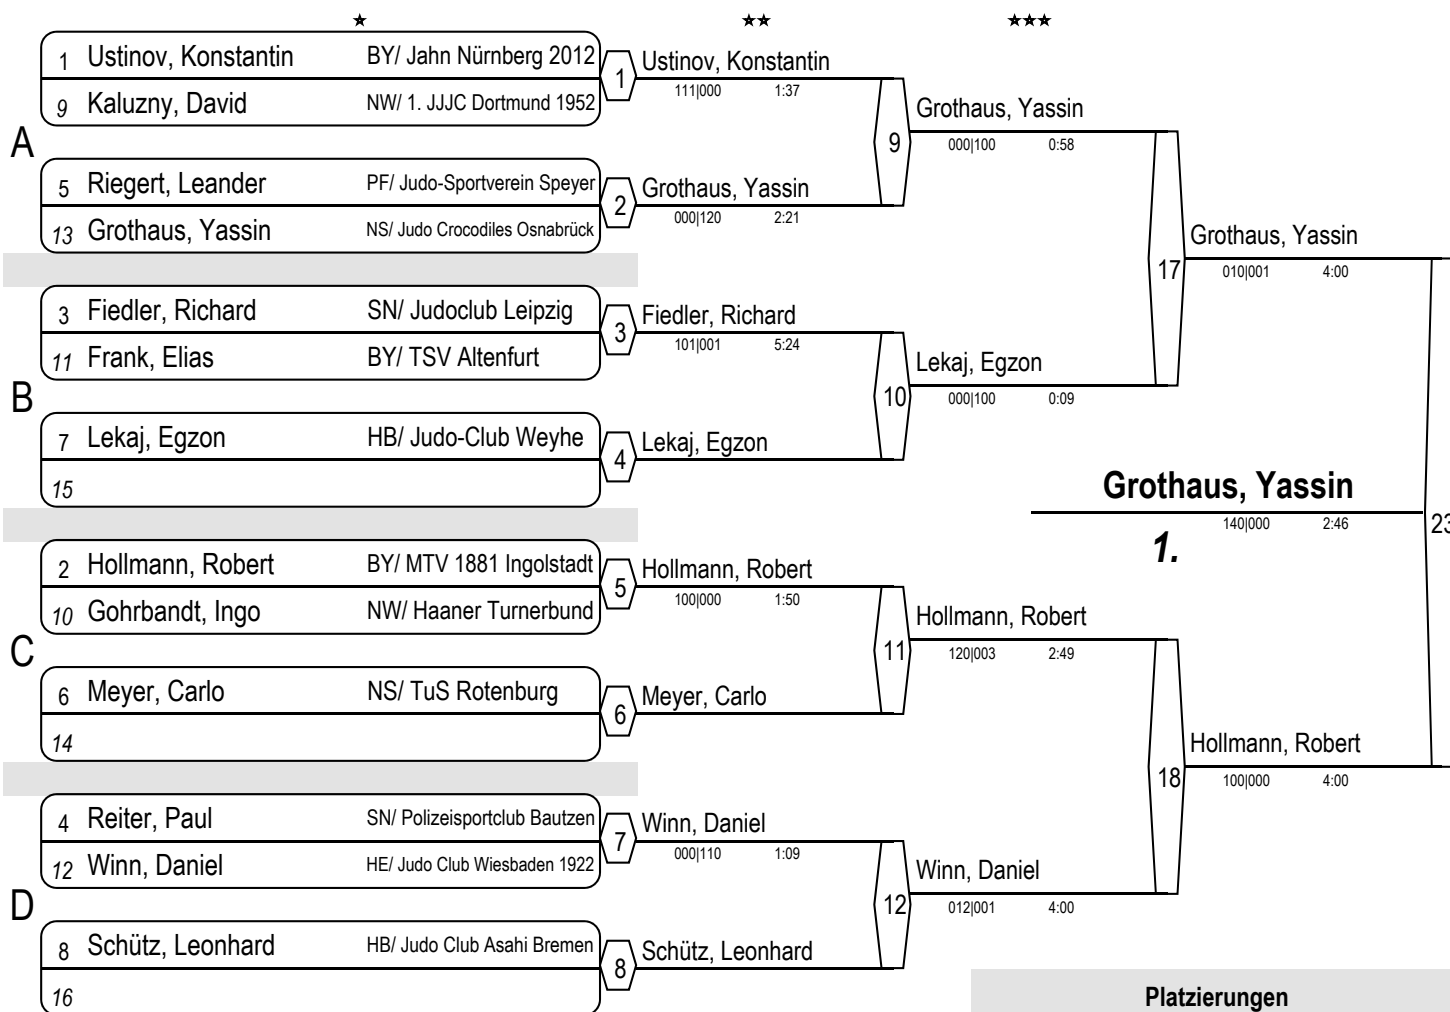 ★ ★★ ★★★
1 Ustinov, Konstantin BY/ Jahn Nürnberg 2012
9 Kaluzny, David NW/ 1. JJJC Dortmund 1952
A
5 Riegert, Leander PF/ Judo-Sportverein Speyer
13 Grothaus, Yassin NS/ Judo Crocodiles Osnabrück
3 Fiedler, Richard SN/ Judoclub Leipzig
11 Frank, Elias BY/ TSV Altenfurt
B
7 Lekaj, Egzon HB/ Judo-Club Weyhe
15
2 Hollmann, Robert BY/ MTV 1881 Ingolstadt
10 Gohrbandt, Ingo NW/ Haaner Turnerbund
C
6 Meyer, Carlo NS/ TuS Rotenburg
14
4 Reiter, Paul SN/ Polizeisportclub Bautzen
12 Winn, Daniel HE/ Judo Club Wiesbaden 1922
D
8 Schütz, Leonhard HB/ Judo Club Asahi Bremen
16
1 Ustinov, Konstantin
111|000 1:37
2 Grothaus, Yassin
000|120 2:21
3 Fiedler, Richard
101|001 5:24
4 Lekaj, Egzon
5 Hollmann, Robert
100|000 1:50
6 Meyer, Carlo
7 Winn, Daniel
000|110 1:09
8 Schütz, Leonhard
9 Grothaus, Yassin
000|100 0:58
10 Lekaj, Egzon
000|100 0:09
11 Hollmann, Robert
120|003 2:49
12 Winn, Daniel
012|001 4:00
17 Grothaus, Yassin
010|001 4:00
18 Hollmann, Robert
100|000 4:00
Grothaus, Yassin
140|000 2:46
23
1.
Platzierungen